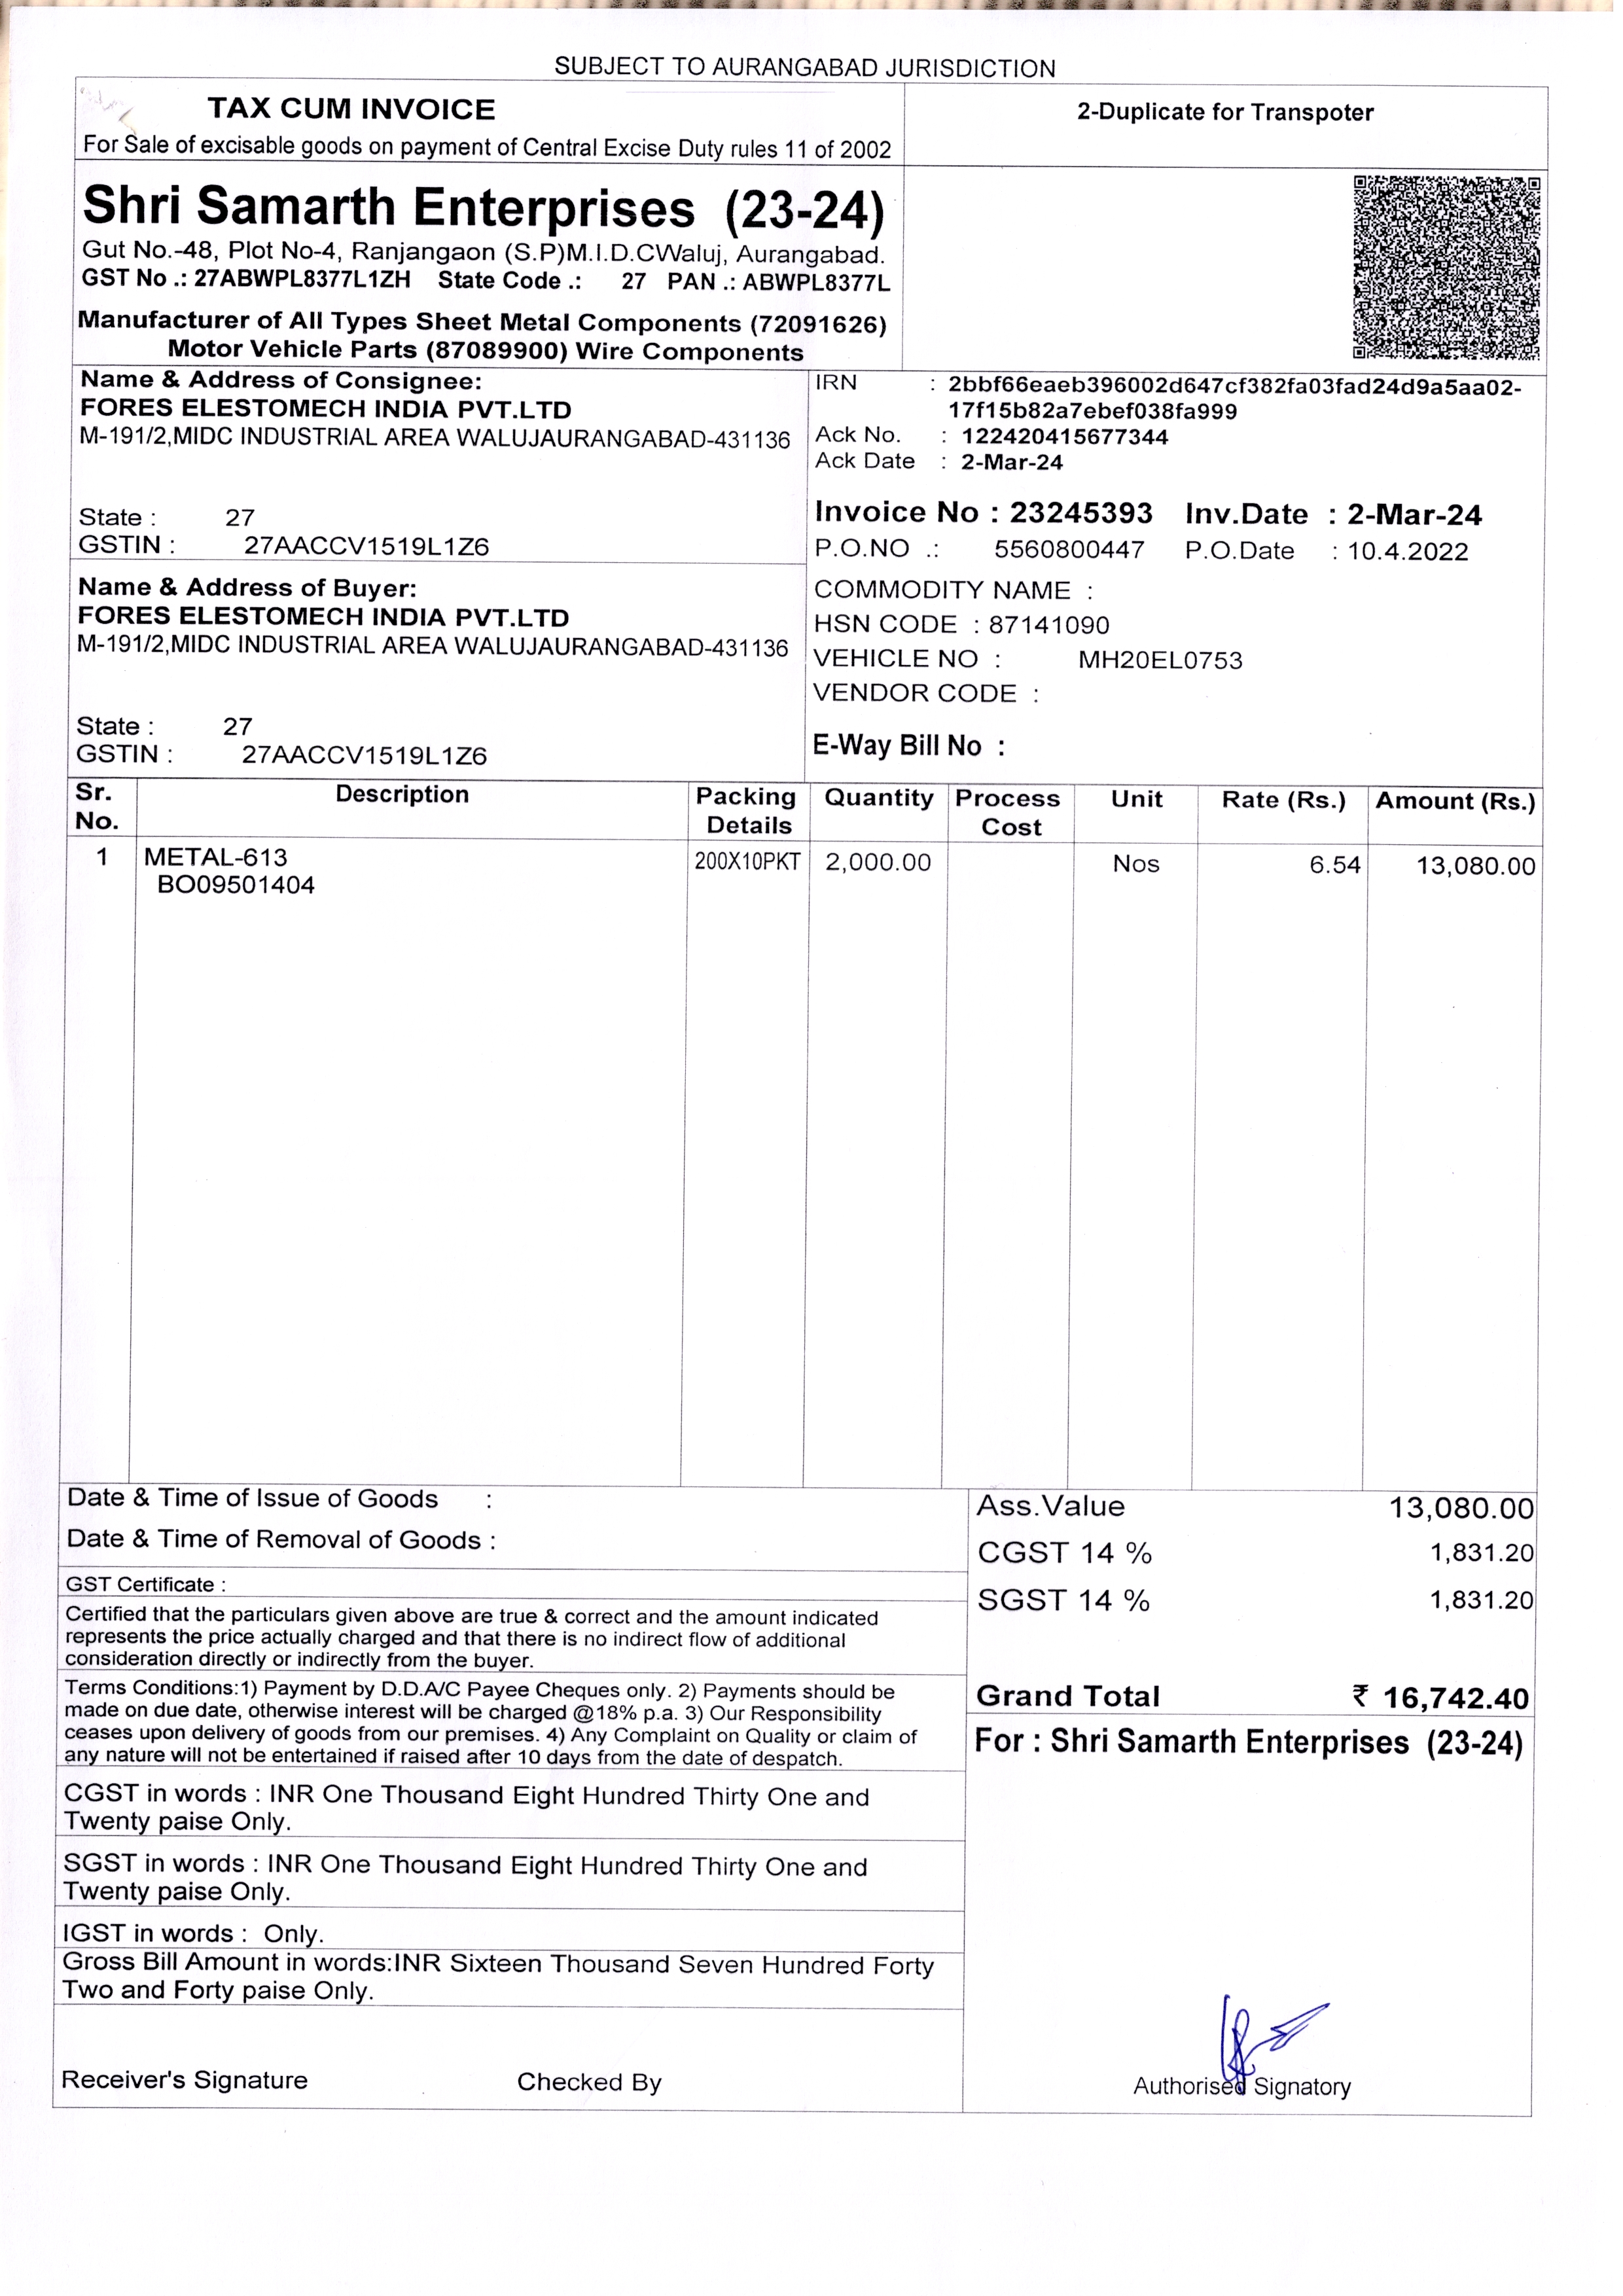 SUBJECT TO AURANGABAD JURISDICTION
TAX CUM INVOICE
For Sale of excisable goods on payment of Central Excise Duty rules 11 of 2002
2-Duplicate for Transpoter
Shri Samarth Enterprises (23-24)
Gut No.-48, Plot No-4, Ranjangaon (S.P)M.I.D.CWaluj, Aurangabad.
GST No .: 27ABWPL8377L1ZH State Code .: 27 PAN .: ABWPL8377L
Manufacturer of All Types Sheet Metal Components (72091626)
Motor Vehicle Parts (87089900) Wire Components
Name & Address of Consignee:
FORES ELESTOMECH INDIA PVT.LTD
M-191/2,MIDC INDUSTRIAL AREA WALUJAURANGABAD-431136
State : 27
GSTIN : 27AACCV1519L1Z6
Name & Address of Buyer:
FORES ELESTOMECH INDIA PVT.LTD
M-191/2,MIDC INDUSTRIAL AREA WALUJAURANGABAD-431136
State : 27
GSTIN : 27AACCV1519L1Z6
IRN : 2bbf66eaeb396002d647cf382fa03fad24d9a5aa02-
17f15b82a7ebef038fa999
Ack No. : 122420415677344
Ack Date : 2-Mar-24
Invoice No : 23245393 Inv.Date : 2-Mar-24
P.O.NO .: 5560800447 P.O.Date : 10.4.2022
COMMODITY NAME :
HSN CODE : 87141090
VEHICLE NO : MH20EL0753
VENDOR CODE :
E-Way Bill No :
Sr. No. Description Packing Details Quantity Process Cost Unit Rate (Rs.) Amount (Rs.)
1 METAL-613 200X10PKT 2,000.00 Nos 6.54 13,080.00
BO09501404
Date & Time of Issue of Goods :
Date & Time of Removal of Goods :
GST Certificate :
Certified that the particulars given above are true & correct and the amount indicated
represents the price actually charged and that there is no indirect flow of additional
consideration directly or indirectly from the buyer.
Terms Conditions:1) Payment by D.D.A/C Payee Cheques only. 2) Payments should be
made on due date, otherwise interest will be charged @18% p.a. 3) Our Responsibility
ceases upon delivery of goods from our premises. 4) Any Complaint on Quality or claim of
any nature will not be entertained if raised after 10 days from the date of despatch.
CGST in words : INR One Thousand Eight Hundred Thirty One and
Twenty paise Only.
SGST in words : INR One Thousand Eight Hundred Thirty One and
Twenty paise Only.
IGST in words : Only.
Gross Bill Amount in words:INR Sixteen Thousand Seven Hundred Forty
Two and Forty paise Only.
Receiver's Signature Checked By
Ass.Value 13,080.00
CGST 14 % 1,831.20
SGST 14 % 1,831.20
Grand Total ₹ 16,742.40
For : Shri Samarth Enterprises (23-24)
Authorised Signatory